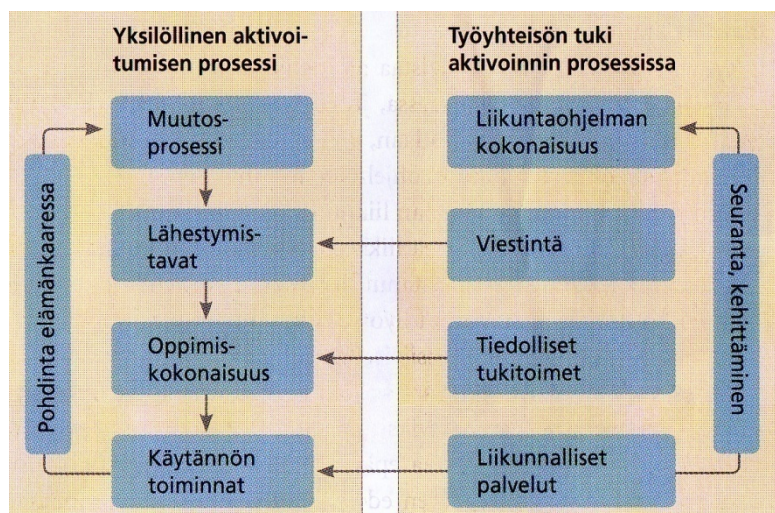 Yksilöllinen aktivoi-
tumisen prosessi
Muutos-
prosessi
Lähestymis-
tavat
Oppimis-
kokonaisuus
Käytännön
toiminnat
Pohdinta elämänkaaressa
Työyhteisön tuki
aktivoinnin prosessissa
Liikuntaohjelman
kokonaisuus
Viestintä
Tiedolliset
tukitoimet
Liikunnalliset
palvelut
Seuranta, kehittäminen